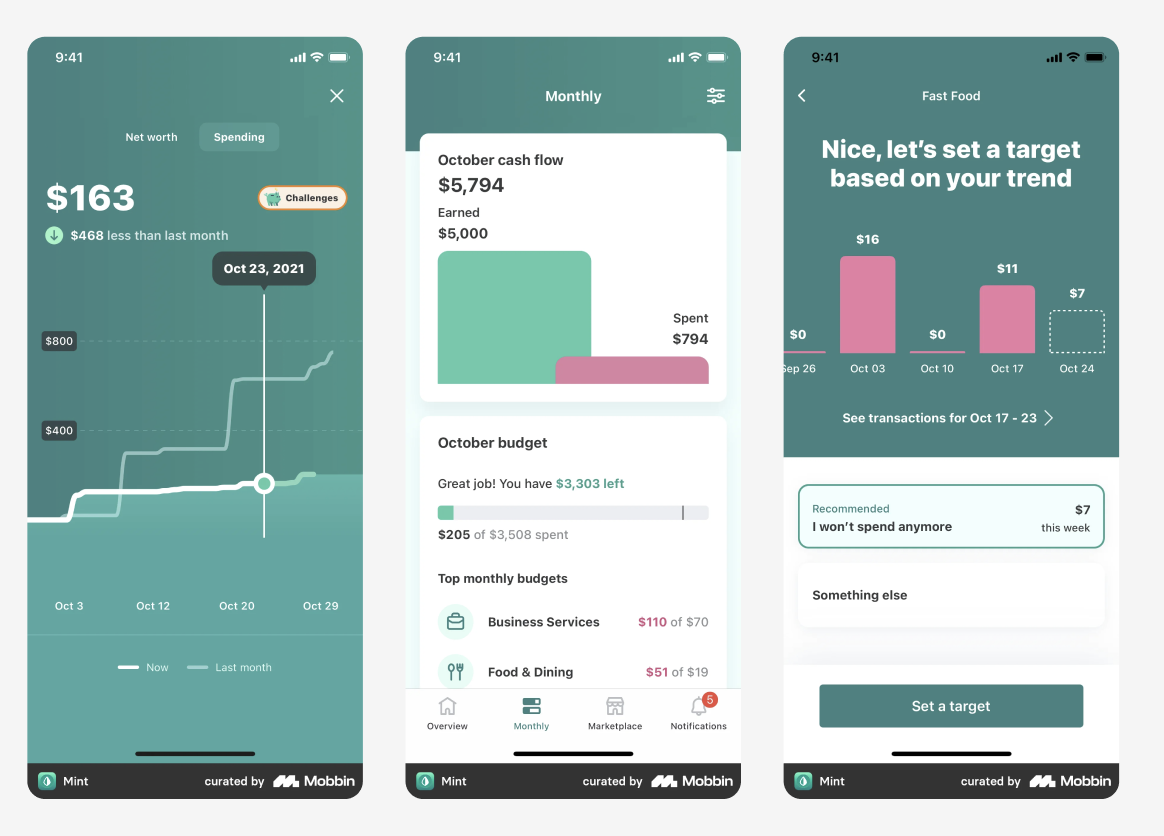 9:41
Net worth
Spending
$163
Challenges
$468 less than last month
Oct 23, 2021
$800
$400
Oct 3
Oct 12
Oct 20
Oct 29
Now
Last month
Mint
curated by
Mobbin
9:41
Monthly
October cash flow
$5,794
Earned
$5,000
Spent
$794
October budget
Great job! You have $3,303 left
$205 of $3,508 spent
Top monthly budgets
Business Services
$110 of $70
Food & Dining
$51 of $19
Overview
Monthly
Marketplace
5
Notifications
Mint
curated by
Mobbin
9:41
Fast Food
Nice, let’s set a target
based on your trend
$0
$16
$0
$11
$7
Sep 26
Oct 03
Oct 10
Oct 17
Oct 24
See transactions for Oct 17 - 23
Recommended
I won’t spend anymore
$7
this week
Something else
Set a target
Mint
curated by
Mobbin